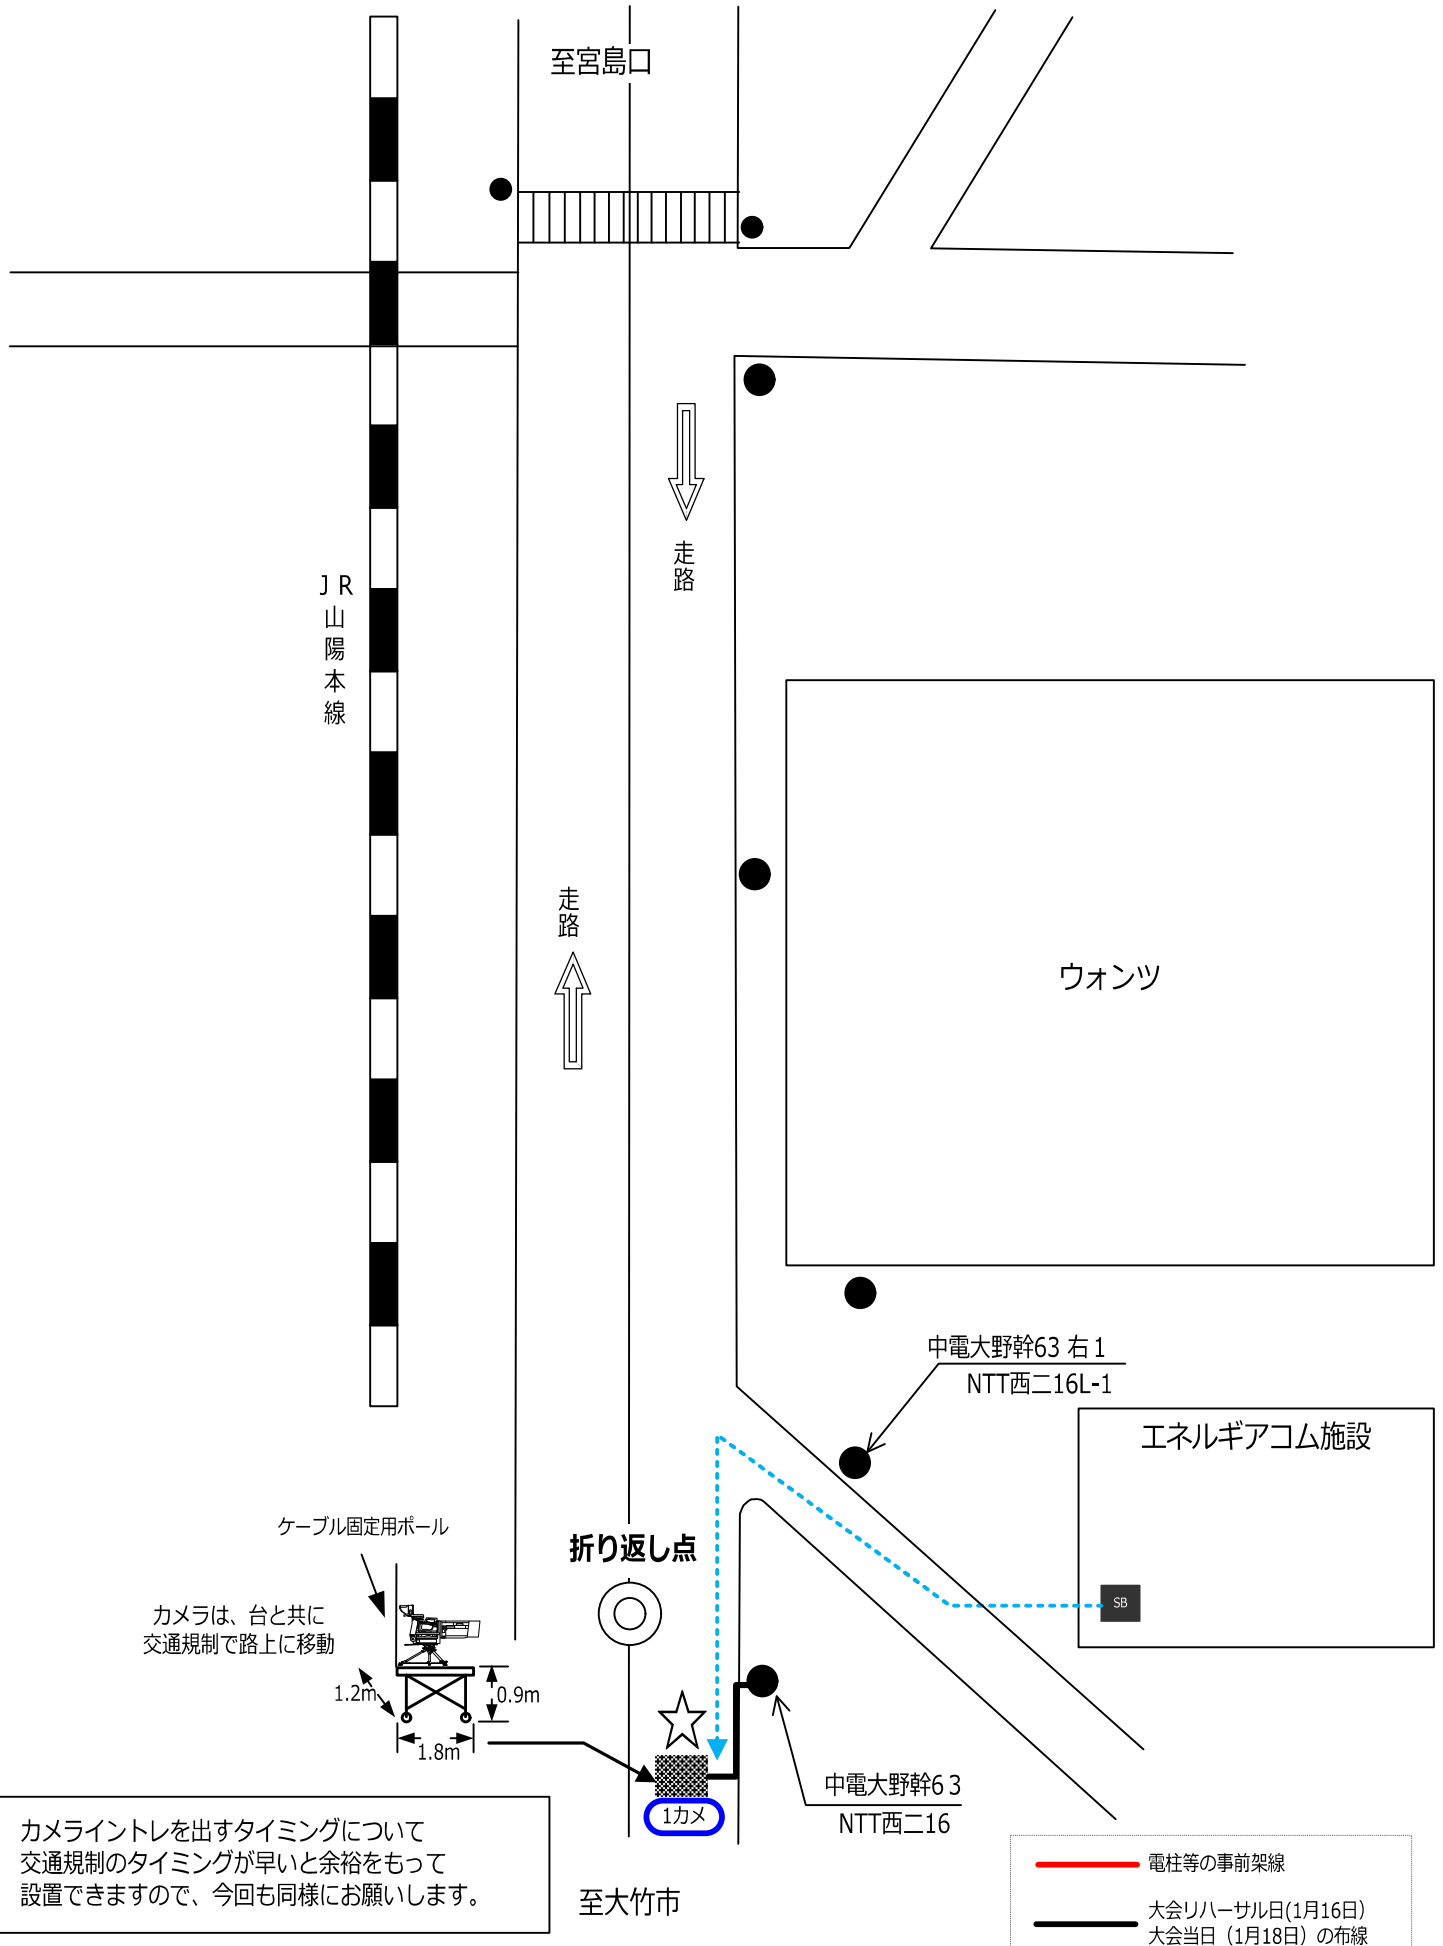 至宮島口
走路
JR山陽本線
走路
ウォンツ
中電大野幹63 右1
NTT西二16L-1
エネルギアコム施設
SB
ケーブル固定用ポール
折り返し点
カメラは、台と共に
交通規制で路上に移動
1.2m
0.9m
1.8m
1カメ
中電大野幹63
NTT西二16
カメライントレを出すタイミングについて
交通規制のタイミングが早いと余裕をもって
設置できますので、今回も同様にお願いします。
至大竹市
電柱等の事前架線
大会リハーサル日(1月16日)
大会当日（1月18日）の布線